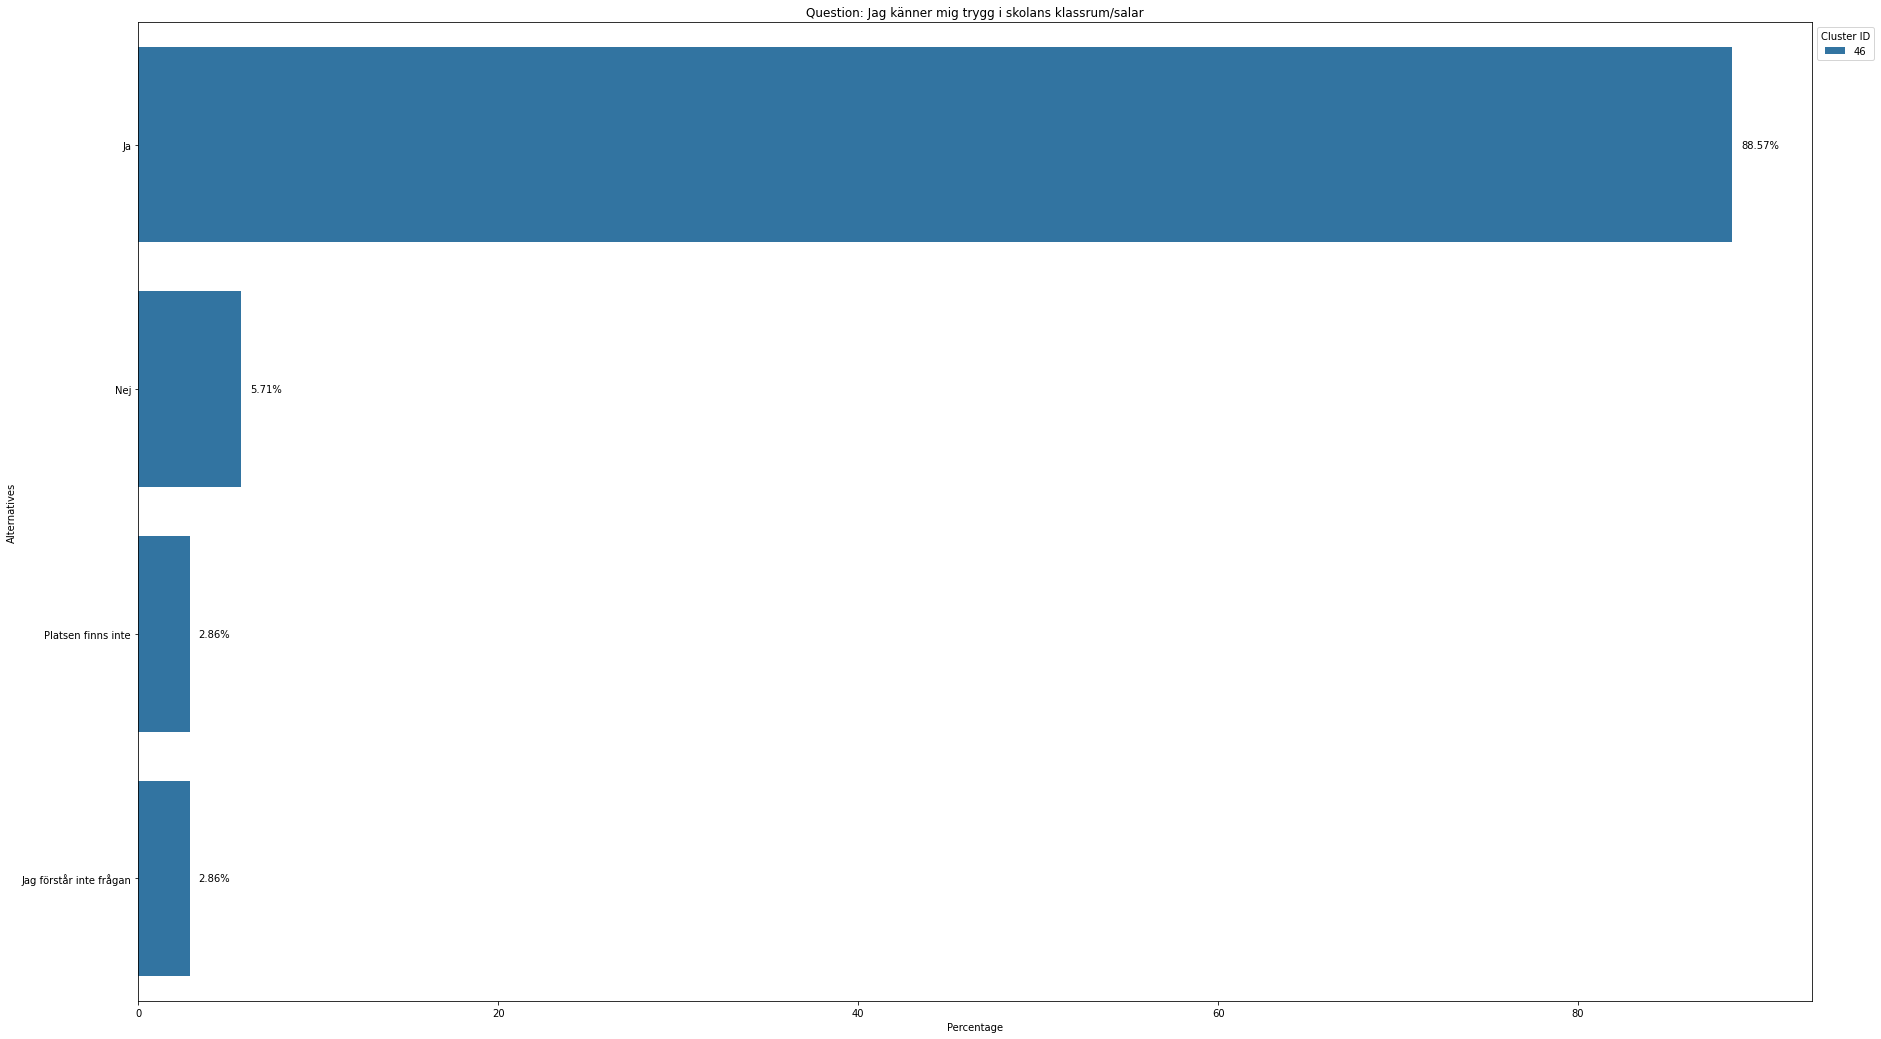 Question: Jag känner mig trygg i skolans klassrum/salar
Cluster ID
46
Ja
88.57%
Nej
5.71%
Alternatives
Platsen finns inte
2.86%
Jag förstår inte frågan
2.86%
0 20 40 60 80
Percentage